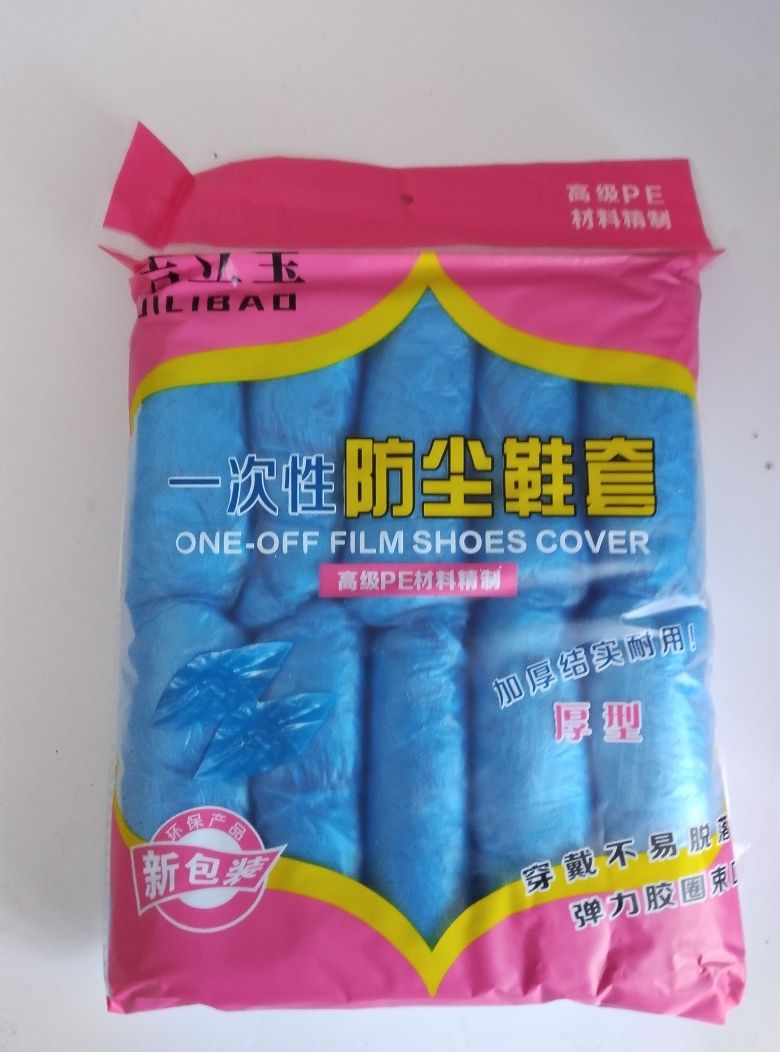 高级PE
材料精制
JILIBAO
一次性防尘鞋套
ONE-OFF FILM SHOES COVER
高级PE材料精制
加厚结实耐用!
厚型
环保产品
新包装
穿戴不易脱落
弹力胶圈束口